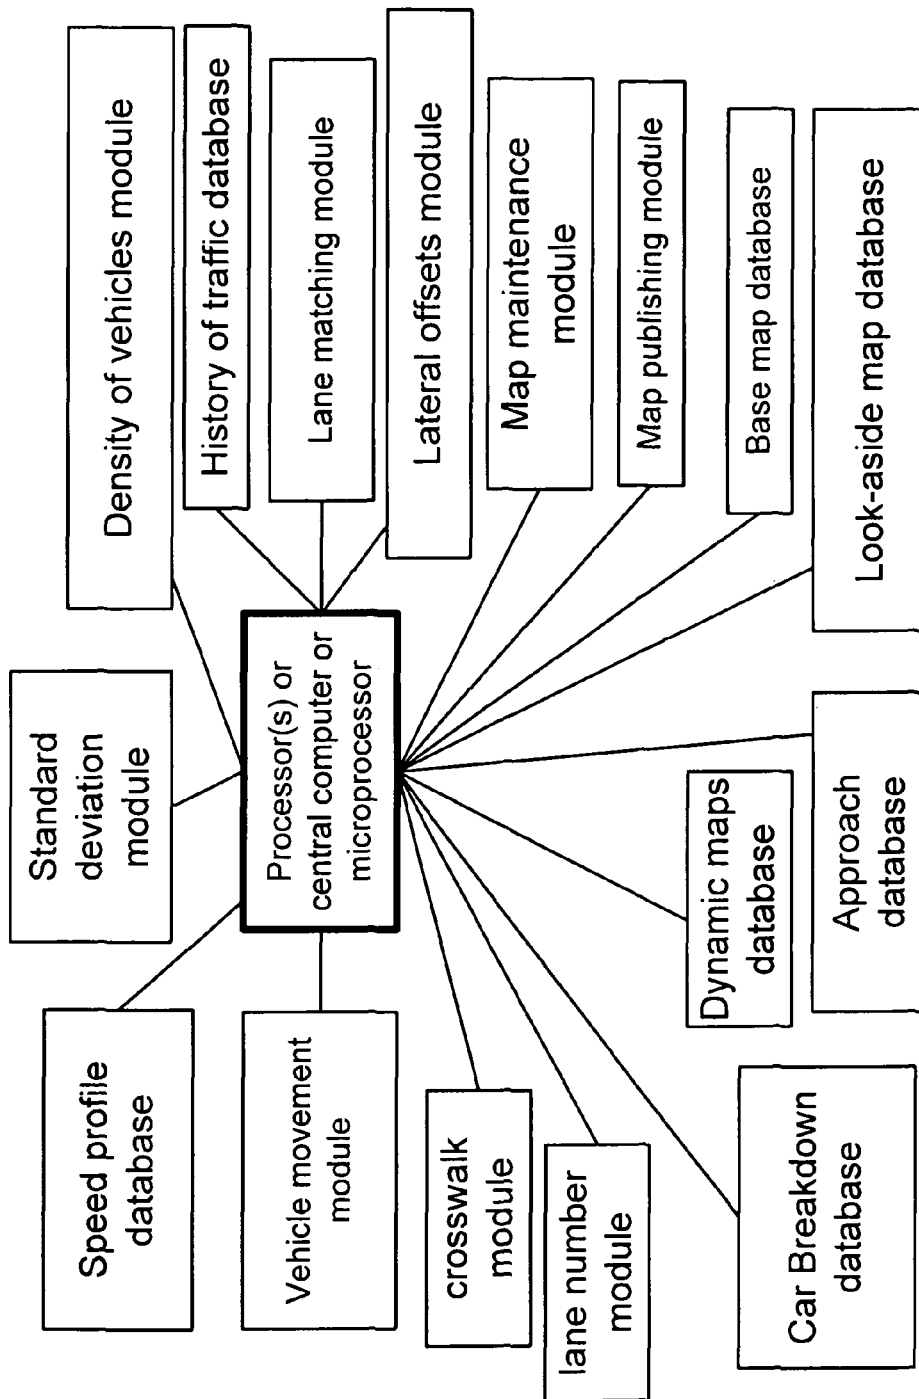 Standard
deviation
module
Speed profile
database
Density of vehicles module
History of traffic database
Vehicle movement
module
Processor(s) or
central computer or
microprocessor
Lane matching module
Lateral offsets module
crosswalk
module
Map maintenance
module
lane number
module
Map publishing module
Dynamic maps
database
Base map database
Car Breakdown
database
Approach
database
Look-aside map database